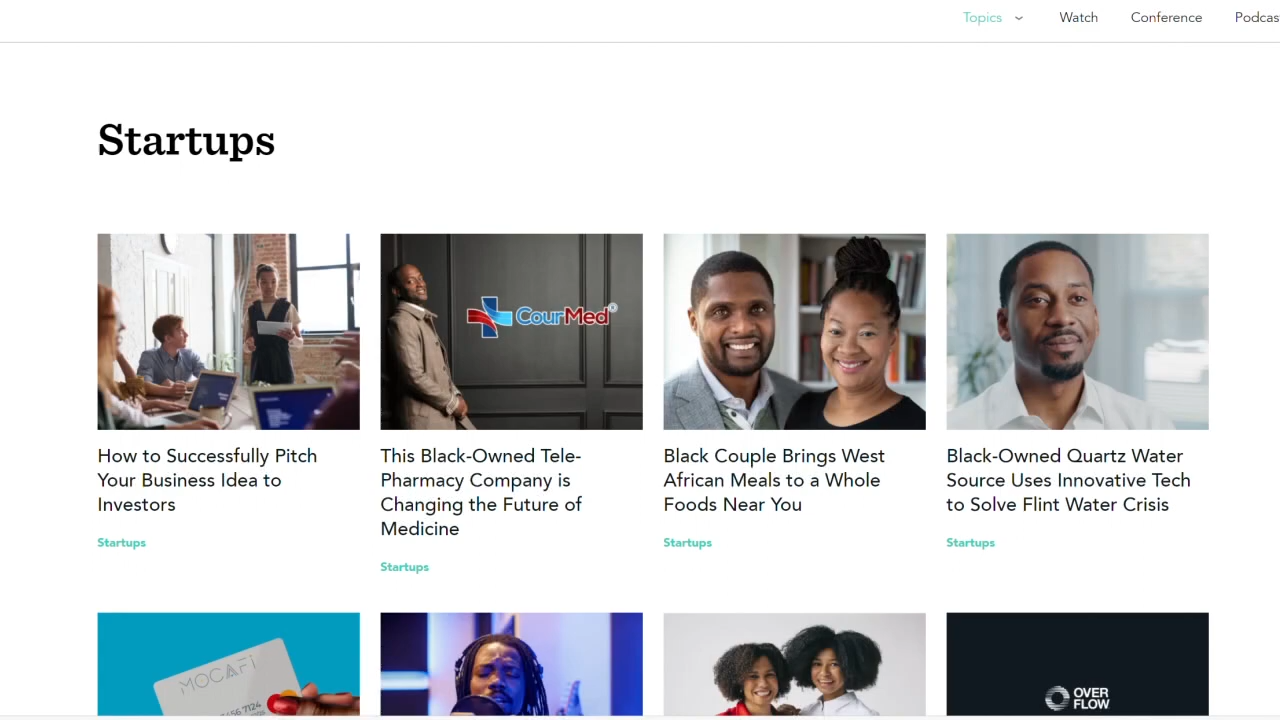 Topics
Watch
Conference
Podcas
Startups
CourMed®
How to Successfully Pitch
Your Business Idea to
Investors
Startups
This Black-Owned Tele-
Pharmacy Company is
Changing the Future of
Medicine
Startups
Black Couple Brings West
African Meals to a Whole
Foods Near You
Startups
Black-Owned Quartz Water
Source Uses Innovative Tech
to Solve Flint Water Crisis
Startups
MOCAFI
7124
OVER
FLOW